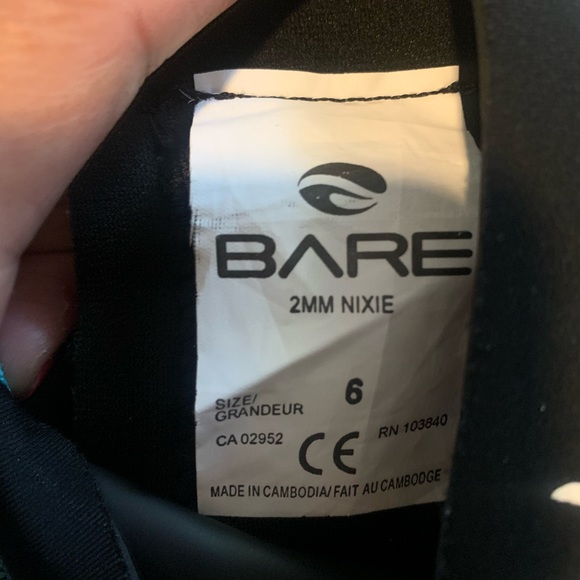 BARE
2MM NIXIE
SIZE/
GRANDEUR 6
CA 02952 RN 103840
CE
MADE IN CAMBODIA/FAIT AU CAMBODGE